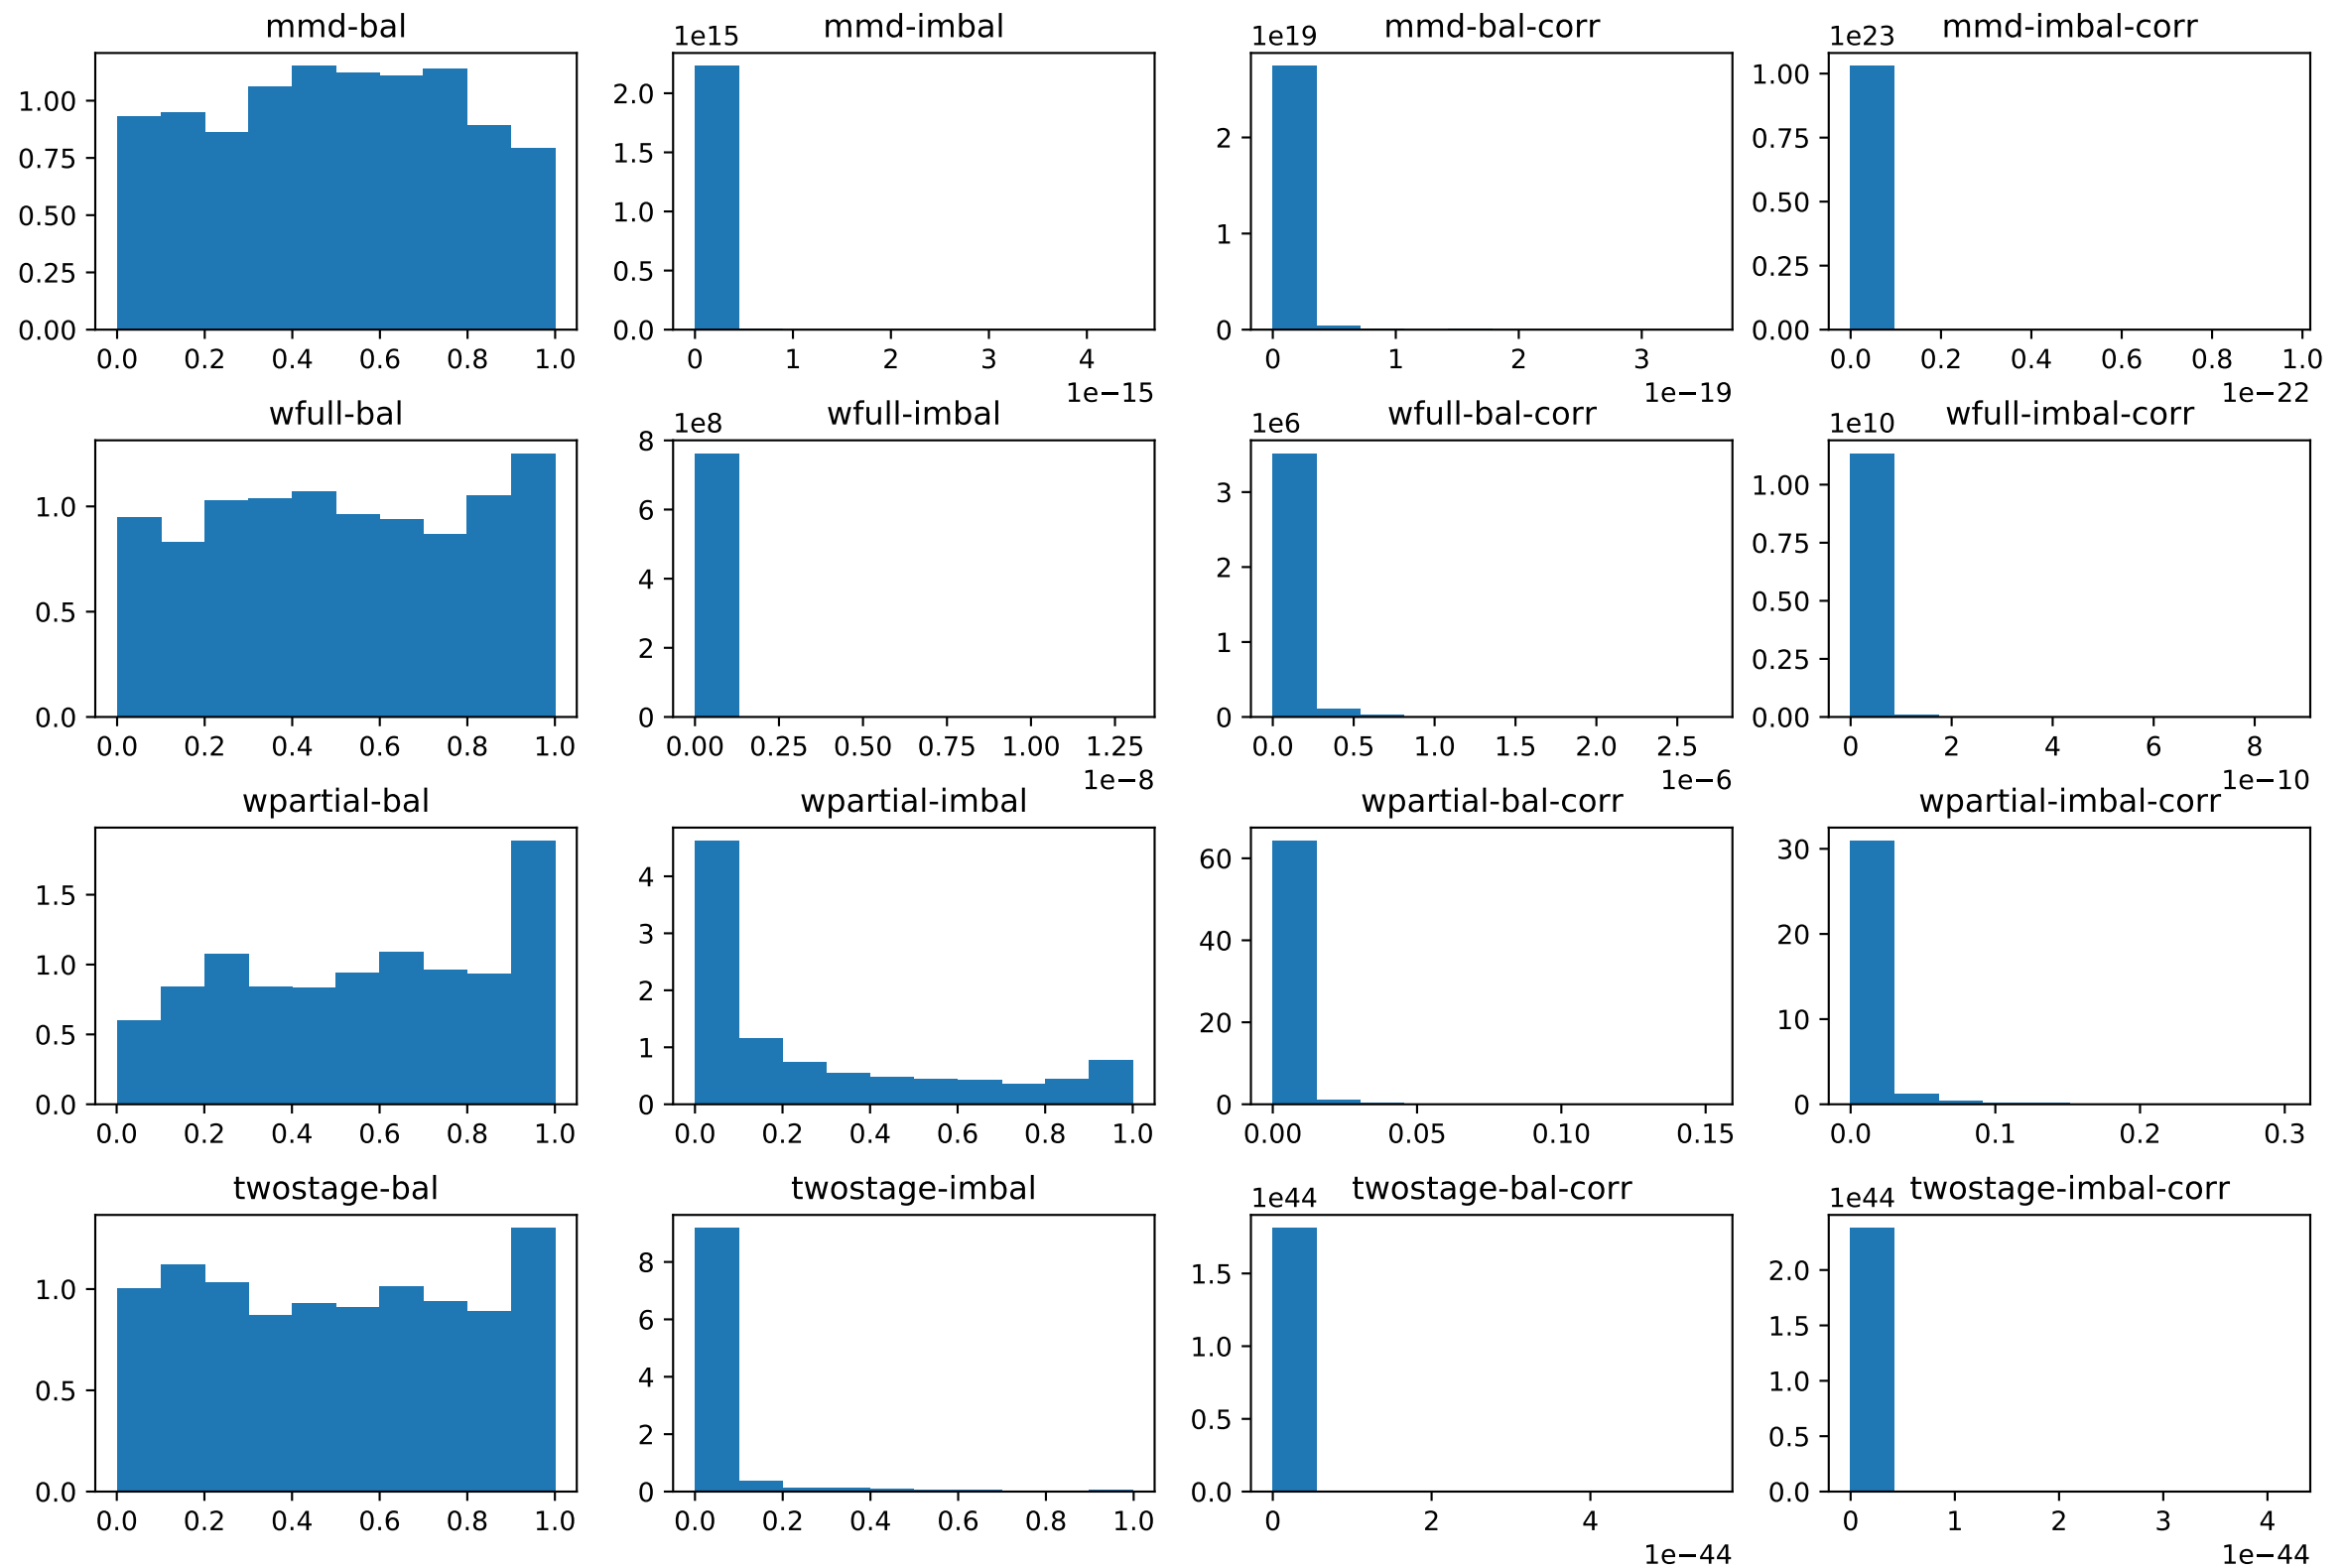 mmd-bal
1.00
0.75
0.50
0.25
0.00
0.0 0.2 0.4 0.6 0.8 1.0
mmd-imbal
1e15
2.0
1.5
1.0
0.5
0.0
0 1 2 3 4
1e−15
mmd-bal-corr
1e19
2
1
0
0 1 2 3
1e−19
mmd-imbal-corr
1e23
1.00
0.75
0.50
0.25
0.00
0.0 0.2 0.4 0.6 0.8 1.0
1e−22
wfull-bal
1.0
0.5
0.0
0.0 0.2 0.4 0.6 0.8 1.0
wfull-imbal
1e8
8
6
4
2
0
0.00 0.25 0.50 0.75 1.00 1.25
1e−8
wfull-bal-corr
1e6
3
2
1
0
0.0 0.5 1.0 1.5 2.0 2.5
1e−6
wfull-imbal-corr
1e10
1.00
0.75
0.50
0.25
0.00
0 2 4 6 8
1e−10
wpartial-bal
1.5
1.0
0.5
0.0
0.0 0.2 0.4 0.6 0.8 1.0
wpartial-imbal
4
3
2
1
0
0.0 0.2 0.4 0.6 0.8 1.0
wpartial-bal-corr
60
40
20
0
0.00 0.05 0.10 0.15
wpartial-imbal-corr
30
20
10
0
0.0 0.1 0.2 0.3
twostage-bal
1.0
0.5
0.0
0.0 0.2 0.4 0.6 0.8 1.0
twostage-imbal
8
6
4
2
0
0.0 0.2 0.4 0.6 0.8 1.0
twostage-bal-corr
1e44
1.5
1.0
0.5
0.0
0 2 4
1e−44
twostage-imbal-corr
1e44
2.0
1.5
1.0
0.5
0.0
0 1 2 3 4
1e−44